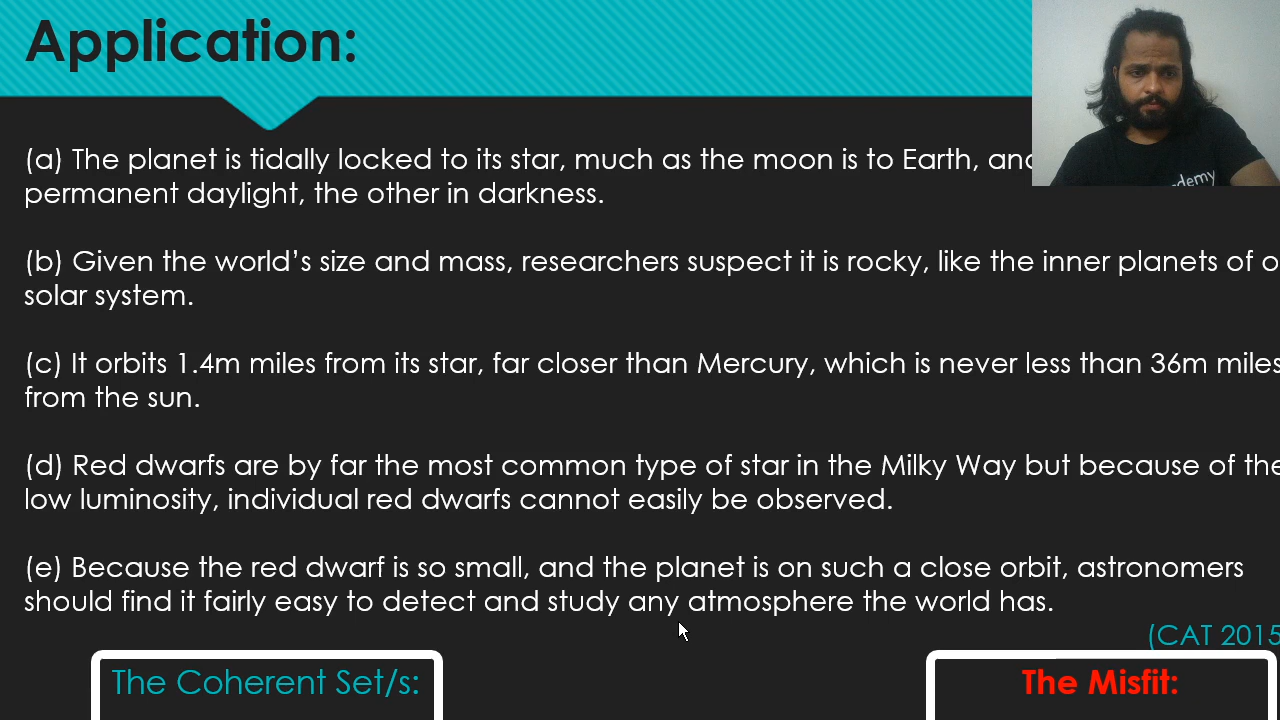 Application:
(a) The planet is tidally locked to its star, much as the moon is to Earth,
permanent daylight, the other in darkness.
(b) Given the world's size and mass, researchers suspect it is rocky, like the inner planets of
solar system.
(c) It orbits 1.4m miles from its star, far closer than Mercury, which is never less than 36m miles
from the sun.
(d) Red dwarfs are by far the most common type of star in the Milky Way but because of
low luminosity, individual red dwarfs cannot easily be observed.
(e) Because the red dwarf is so small, and the planet is on such a close orbit, astronomers
should find it fairly easy to detect and study any atmosphere the world has.
(CAT 2015
The Coherent Set/s:
The Misfit: